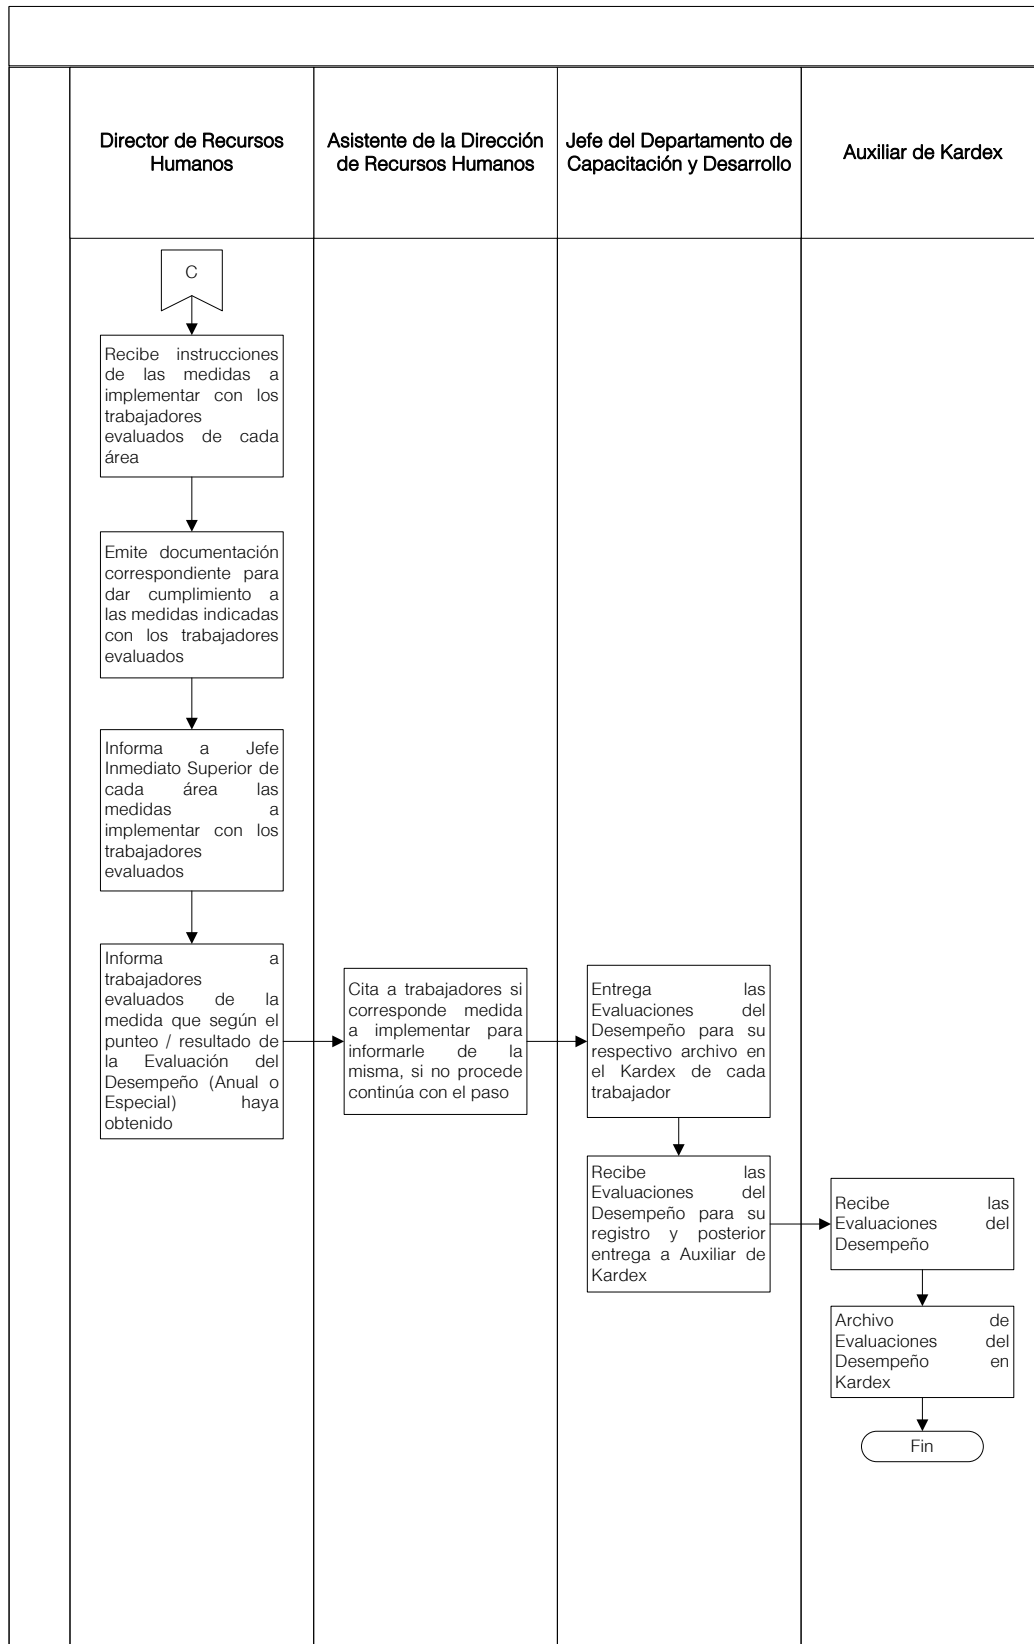 Director de Recursos
Humanos
Asistente de la Dirección
de Recursos Humanos
Jefe del Departamento de
Capacitación y Desarrollo
Auxiliar de Kardex
C
Recibe instrucciones
de las medidas a
implementar con los
trabajadores
evaluados de cada
área
Emite documentación
correspondiente para
dar cumplimiento a
las medidas indicadas
con los trabajadores
evaluados
Informa a Jefe
Inmediato Superior de
cada área las
medidas a
implementar con los
trabajadores
evaluados
Informa a
trabajadores
evaluados de la
medida que según el
punteo / resultado de
la Evaluación del
Desempeño (Anual o
Especial) haya
obtenido
Cita a trabajadores si
corresponde medida
a implementar para
informarle de la
misma, si no procede
continúa con el paso
Entrega las
Evaluaciones del
Desempeño para su
respectivo archivo en
el Kardex de cada
trabajador
Recibe las
Evaluaciones del
Desempeño para su
registro y posterior
entrega a Auxiliar de
Kardex
Recibe las
Evaluaciones del
Desempeño
Archivo de
Evaluaciones del
Desempeño en
Kardex
Fin